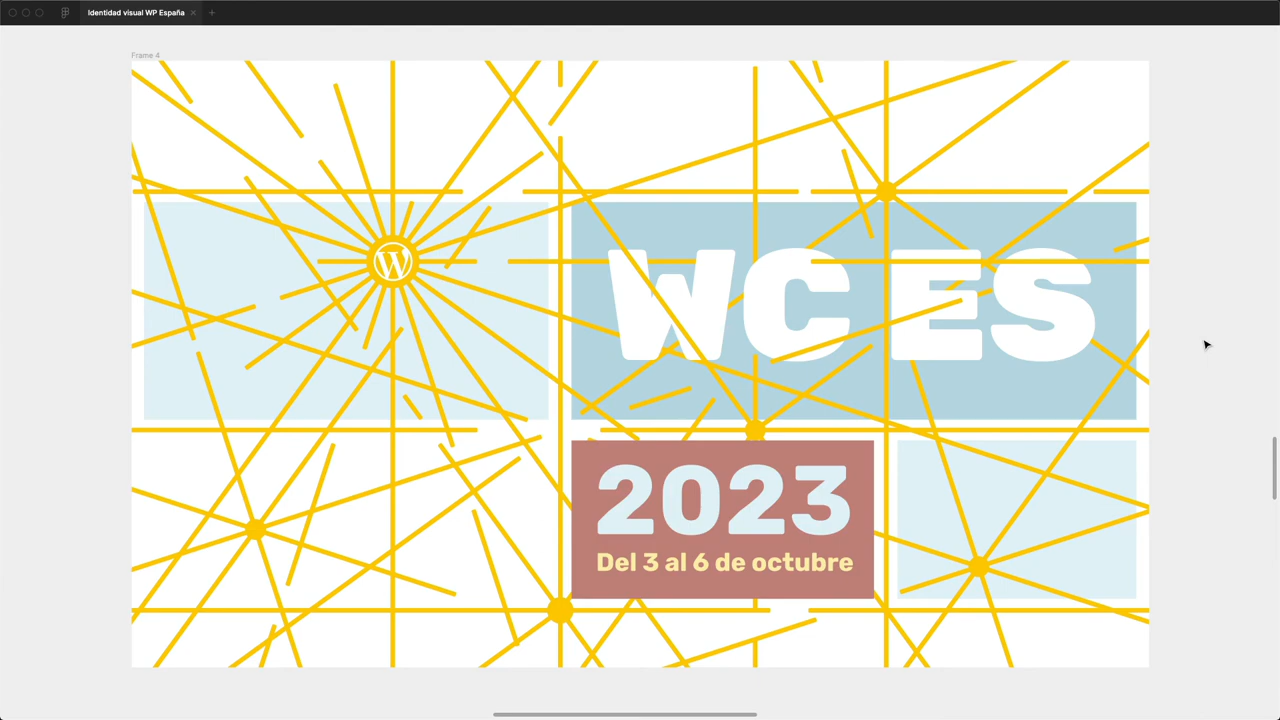 Identidad visual WP España
Frame 4
WC ES
2023
Del 3 al 6 de octubre